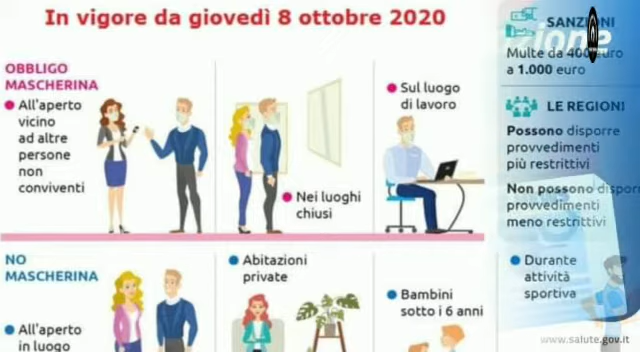 In vigore da giovedì 8 ottobre 2020
OBBLIGO
MASCHERINA
All'aperto
vicino
ad altre
persone
non
conviventi
Nei luoghi
chiusi
Sul luogo
di lavoro
SANZIONI
Multe da 400 euro
a 1.000 euro
LE REGIONI
Possono disporre
provvedimenti
più restrittivi
Non possono dispor
provvedimenti
meno restrittivi
NO
MASCHERINA
All'aperto
in luogo
Abitazioni
private
Bambini
sotto i 6 anni
Durante
attività
sportiva
www.salute.gov.it